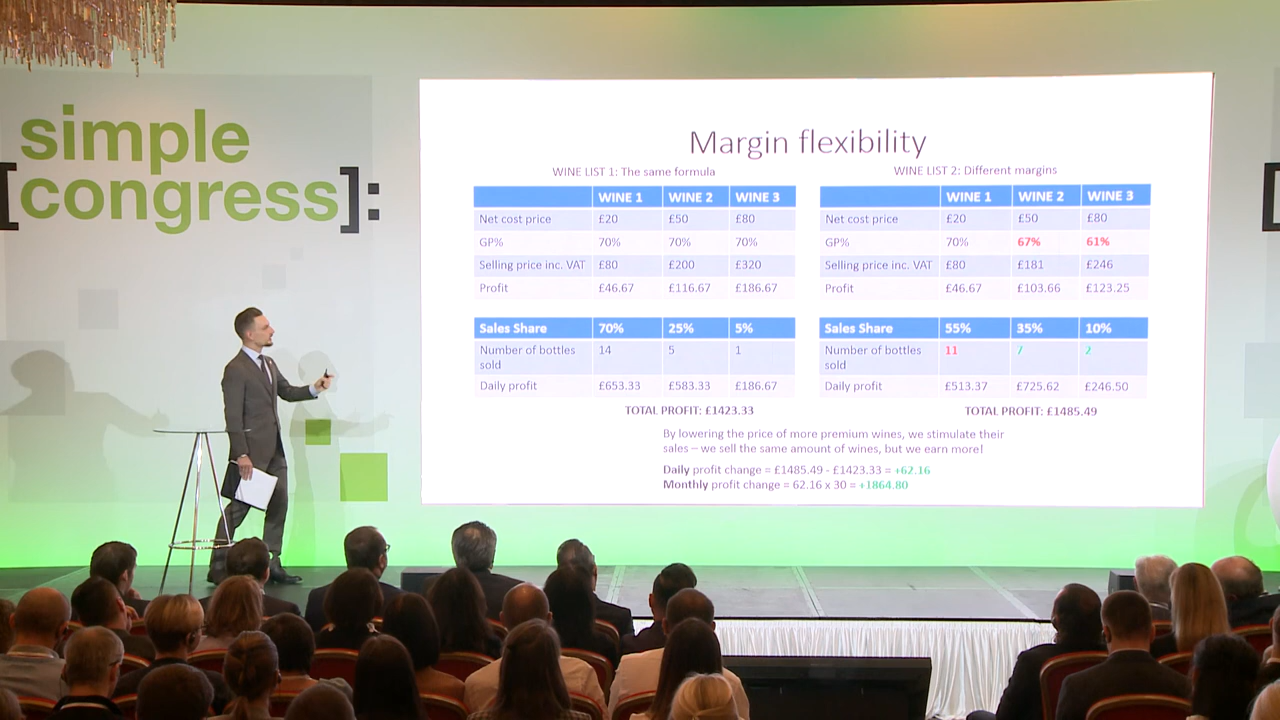 simple
[congress]:
[
Margin flexibility
WINE LIST 1: The same formula
WINE 1 WINE 2 WINE 3
Net cost price £20 £50 £80
GP% 70% 70% 70%
Selling price inc. VAT £80 £200 £320
Profit £46.67 £116.67 £186.67
Sales Share 70% 25% 5%
Number of bottles sold 14 5 1
Daily profit £653.33 £583.33 £186.67
TOTAL PROFIT: £1423.33
WINE LIST 2: Different margins
WINE 1 WINE 2 WINE 3
Net cost price £20 £50 £80
GP% 70% 67% 61%
Selling price inc. VAT £80 £181 £246
Profit £46.67 £103.66 £123.25
Sales Share 55% 35% 10%
Number of bottles sold 11 7 2
Daily profit £513.37 £725.62 £246.50
TOTAL PROFIT: £1485.49
By lowering the price of more premium wines, we stimulate their
sales – we sell the same amount of wines, but we earn more!
Daily profit change = £1485.49 - £1423.33 = +62.16
Monthly profit change = 62.16 x 30 = +1864.80